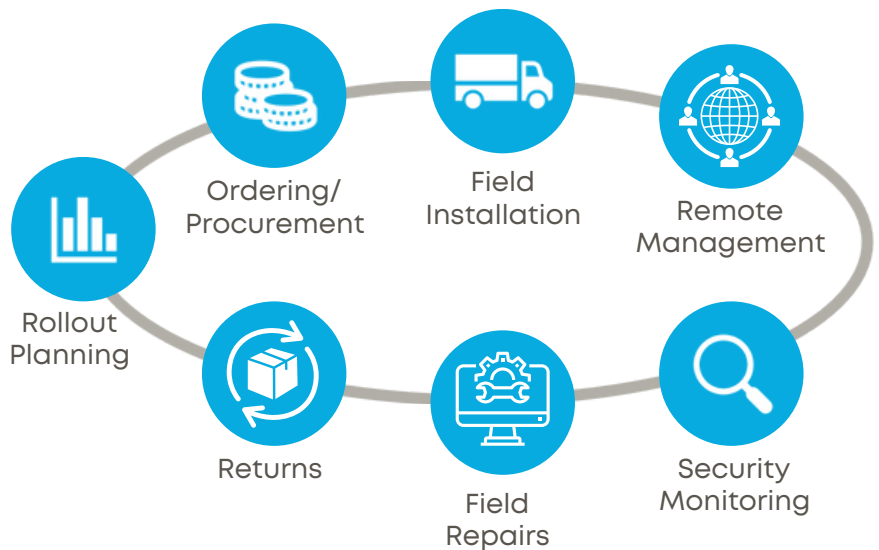 Ordering/
Procurement
Field
Installation
Remote
Management
Rollout
Planning
Returns
Field
Repairs
Security
Monitoring